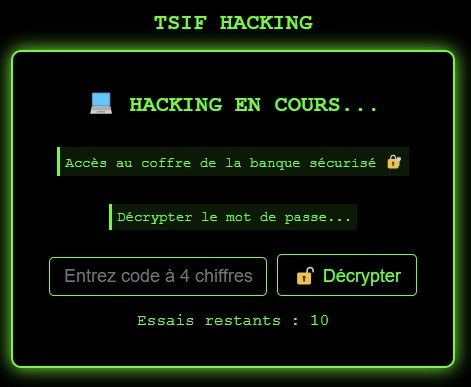 TSIF HACKING
HACKING EN COURS...
Accès au coffre de la banque sécurisé
Décrypter le mot de passe...
Entrez code à 4 chiffres
Décrypter
Essais restants : 10